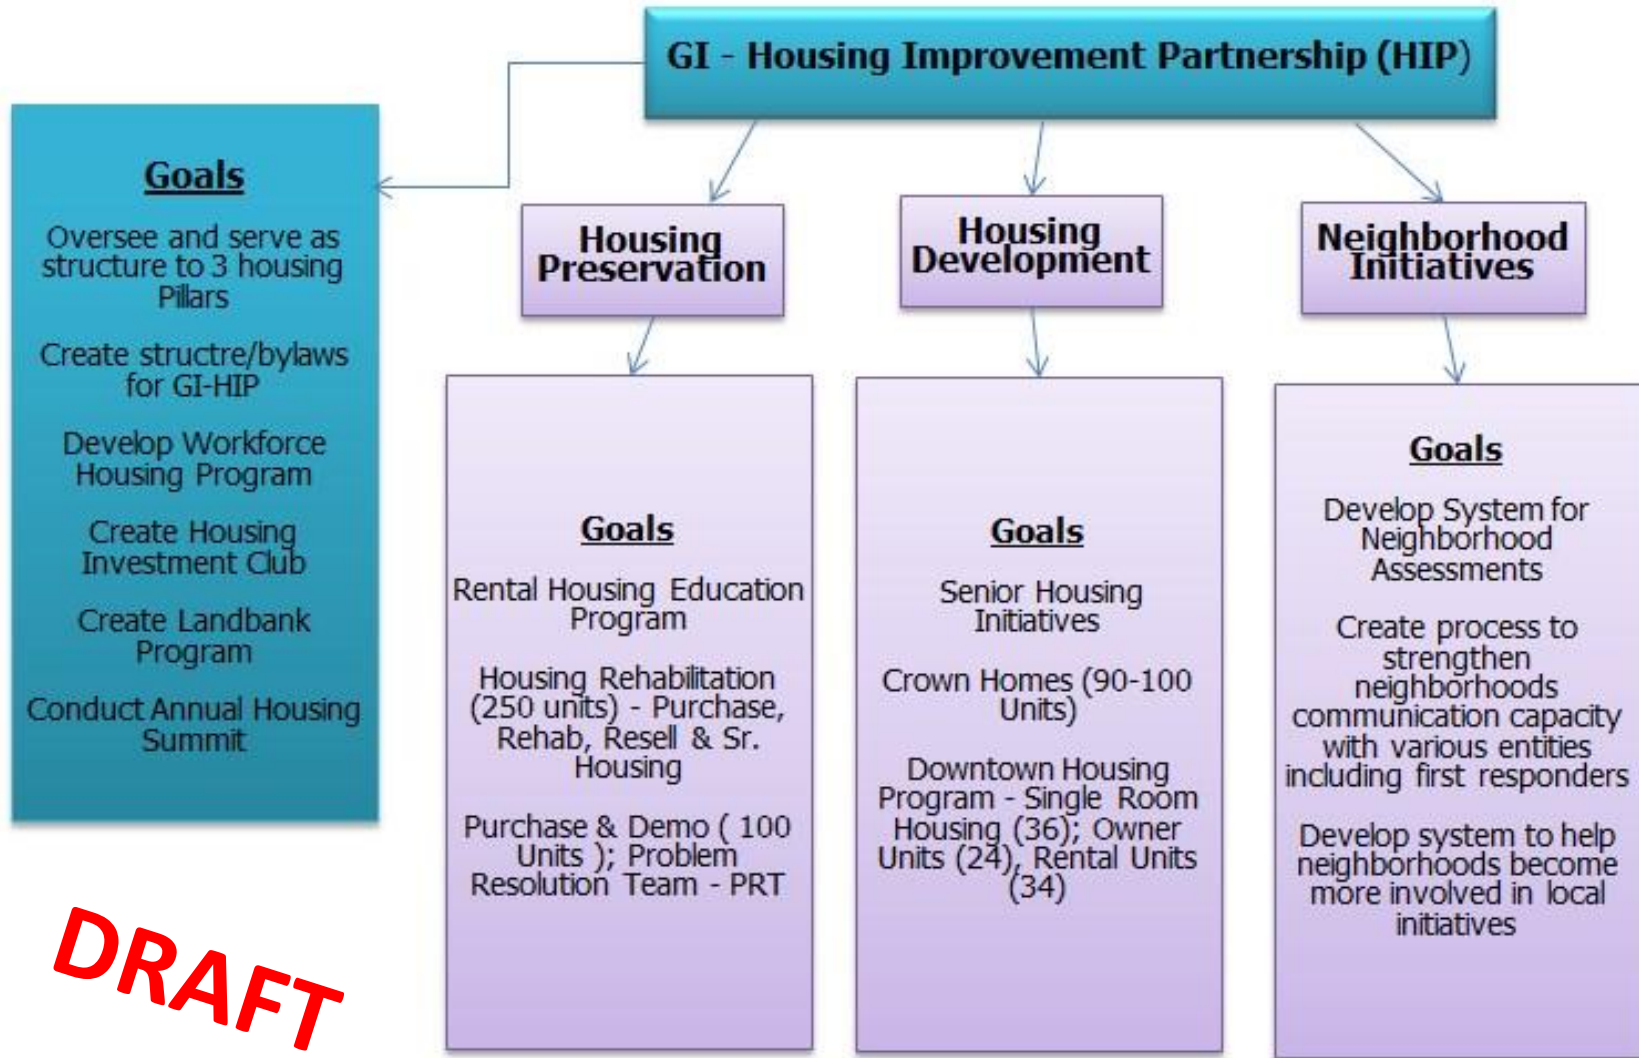 GI - Housing Improvement Partnership (HIP)
Goals
Oversee and serve as
structure to 3 housing
Pillars
Create structre/bylaws
for GI-HIP
Develop Workforce
Housing Program
Create Housing
Investment Club
Create Landbank
Program
Conduct Annual Housing
Summit
Housing
Preservation
Goals
Rental Housing Education
Program
Housing Rehabilitation
(250 units) - Purchase,
Rehab, Resell & Sr.
Housing
Purchase & Demo ( 100
Units ); Problem
Resolution Team - PRT
Housing
Development
Goals
Senior Housing
Initiatives
Crown Homes (90-100
Units)
Downtown Housing
Program - Single Room
Housing (36); Owner
Units (24), Rental Units
(34)
Neighborhood
Initiatives
Goals
Develop System for
Neighborhood
Assessments
Create process to
strengthen
neighborhoods
communication capacity
with various entities
including first responders
Develop system to help
neighborhoods become
more involved in local
initiatives
DRAFT